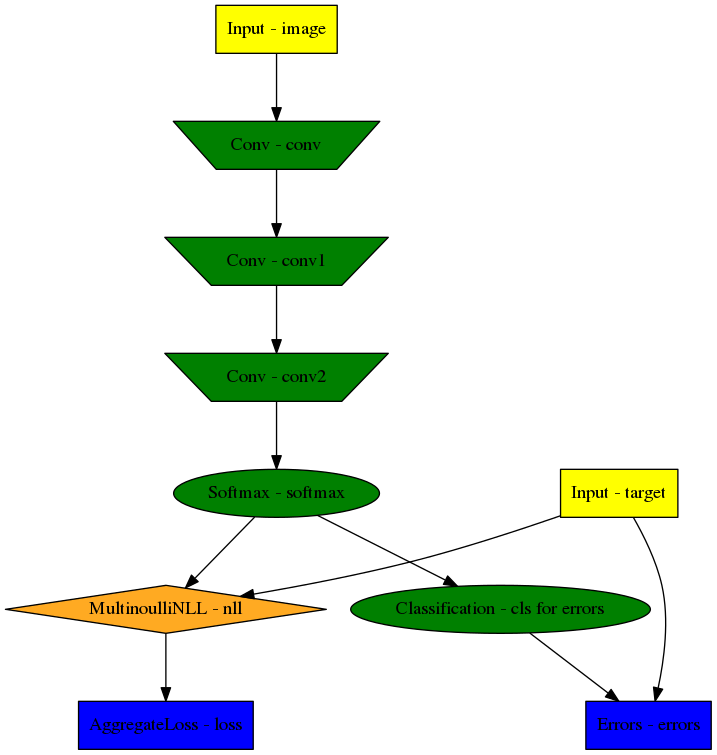 Input - image
Conv - conv
Conv - conv1
Conv - conv2
Softmax - softmax
Input - target
MultinoulliNLL - nll
Classification - cls for errors
AggregateLoss - loss
Errors - errors